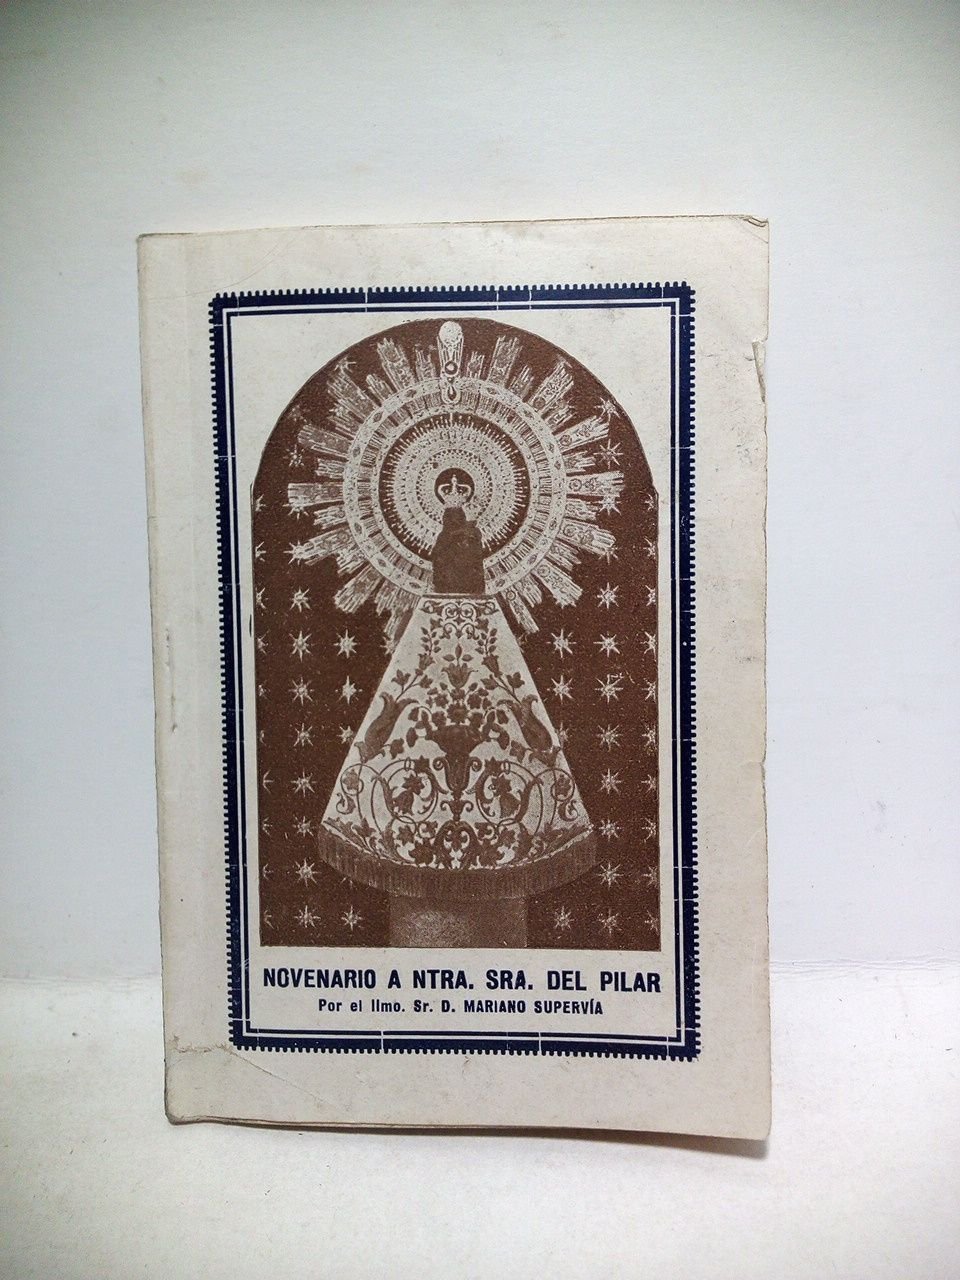 NOVENARIO A NTRA. SRA. DEL PILAR
Por el Ilmo. Sr. D. MARIANO SUPERVÍA